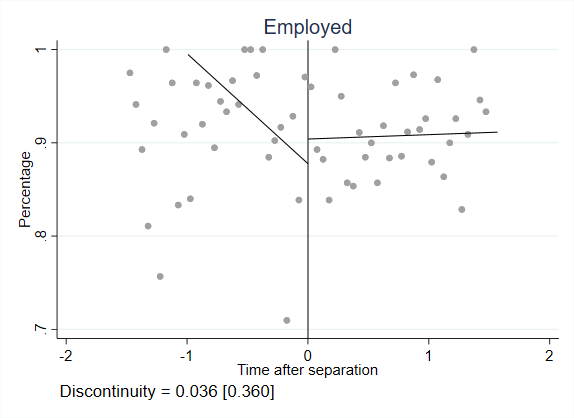 Employed
Percentage
1
.9
.8
.7
-2 -1 0 1 2
Time after separation
Discontinuity = 0.036 [0.360]